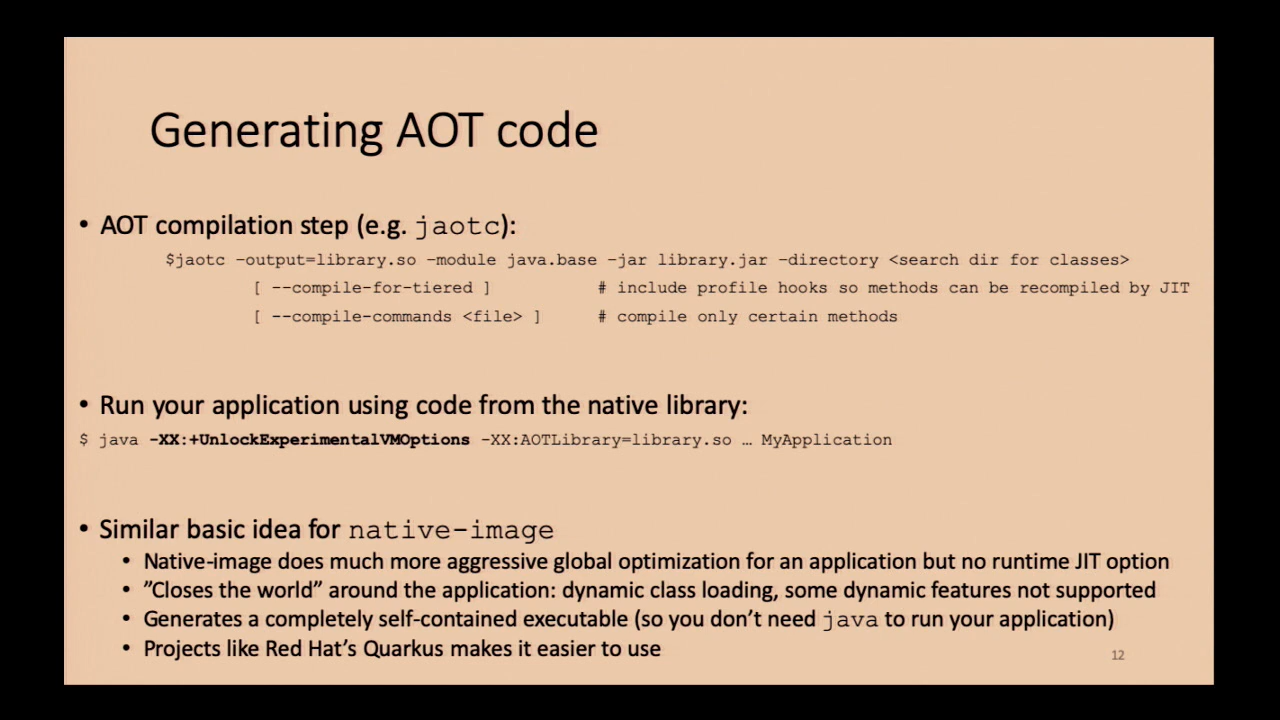 Generating AOT code
• AOT compilation step (e.g. jaotc):
$jaotc –output=library.so –module java.base –jar library.jar –directory <search dir for classes>
[ --compile-for-tiered ] # include profile hooks so methods can be recompiled by JIT
[ --compile-commands <file> ] # compile only certain methods
• Run your application using code from the native library:
$ java -XX:+UnlockExperimentalVMOptions -XX:AOTLibrary=library.so … MyApplication
• Similar basic idea for native-image
• Native-image does much more aggressive global optimization for an application but no runtime JIT option
• ”Closes the world” around the application: dynamic class loading, some dynamic features not supported
• Generates a completely self-contained executable (so you don’t need java to run your application)
• Projects like Red Hat’s Quarkus makes it easier to use
12